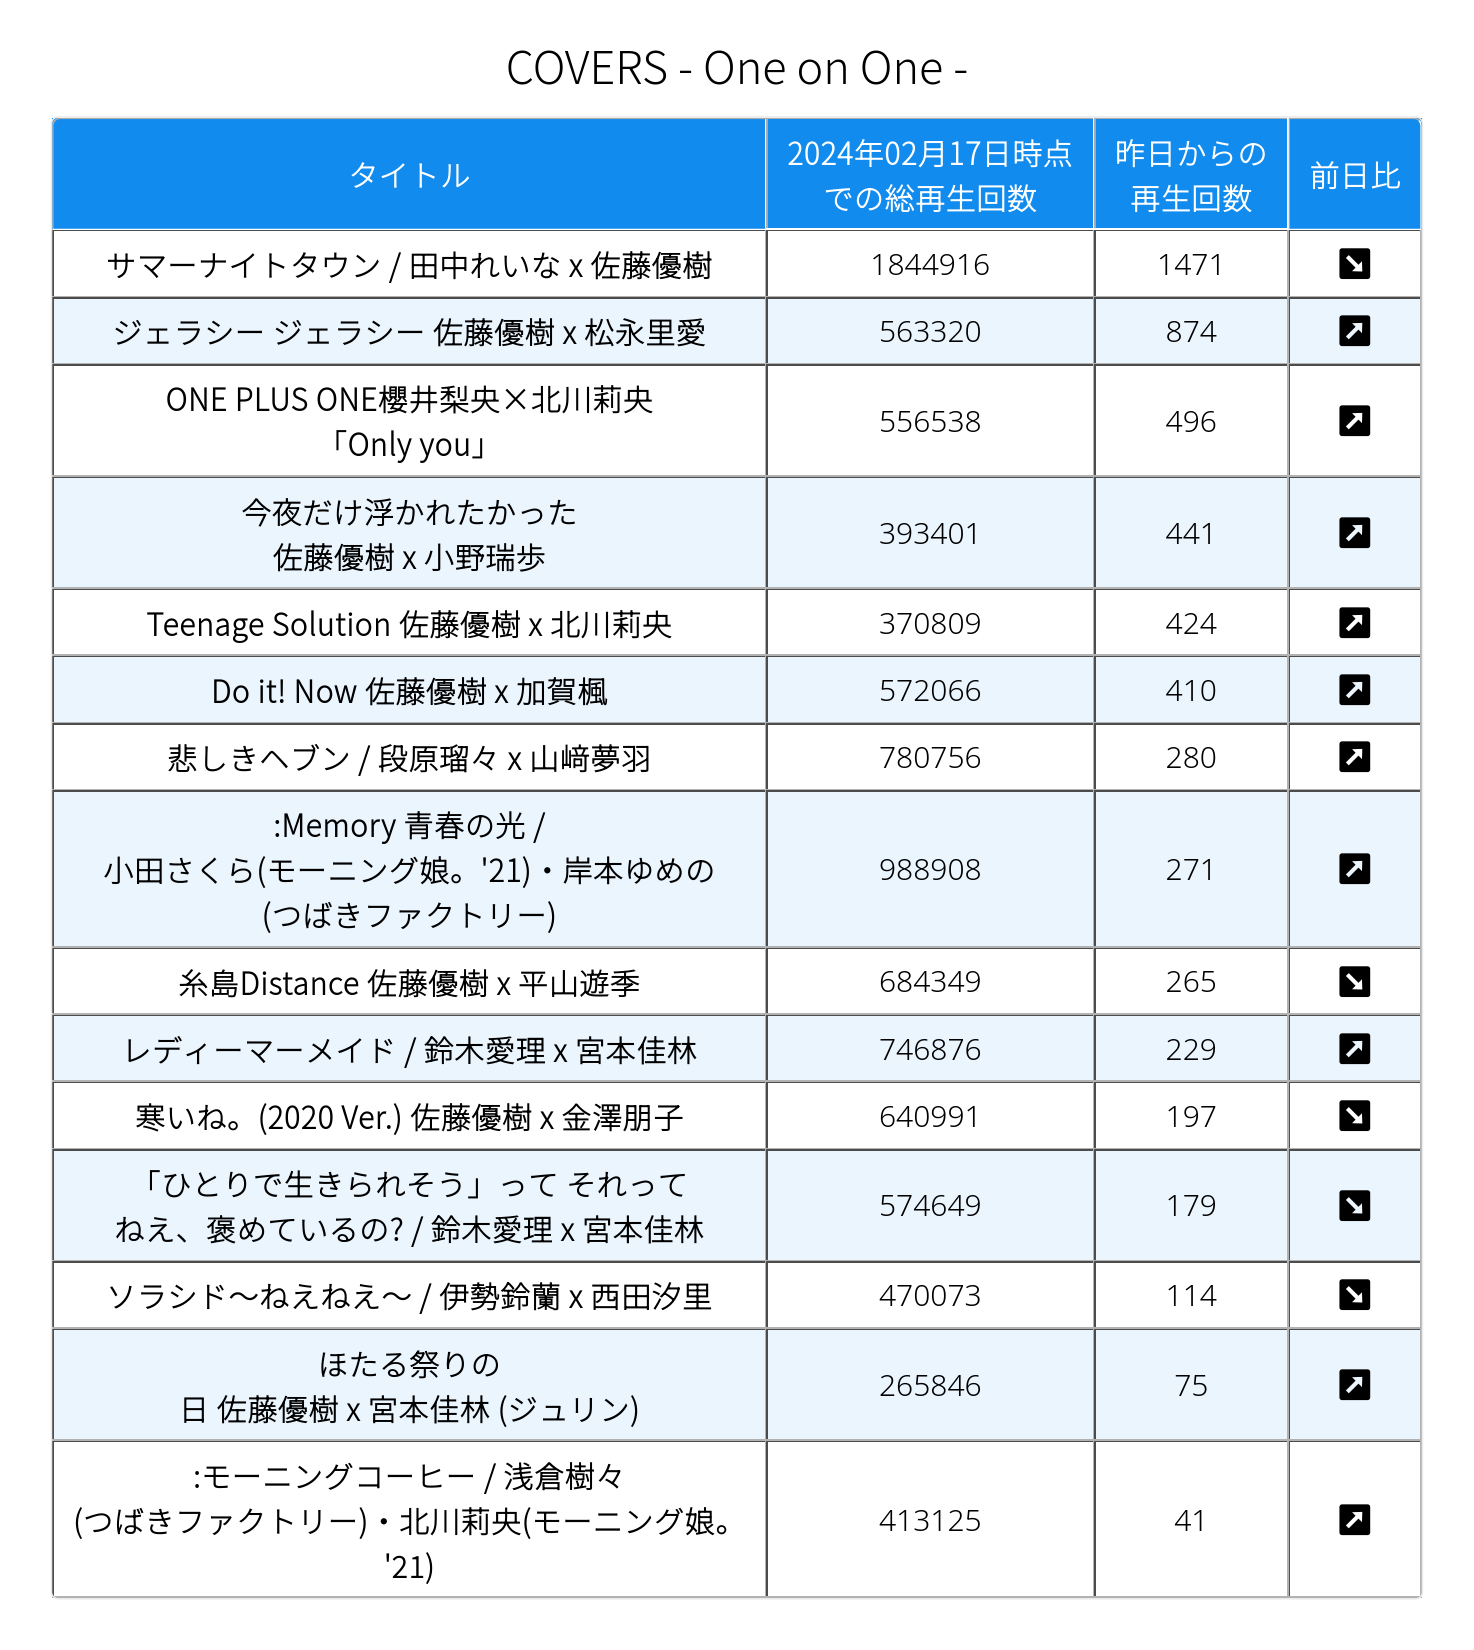 COVERS - One on One -
タイトル
2024年02月17日時点
での総再生回数
昨日からの
再生回数
前日比
サマーナイトタウン / 田中れいな x 佐藤優樹
1844916
1471
ジェラシー ジェラシー 佐藤優樹 x 松永里愛
563320
874
ONE PLUS ONE櫻井梨央×北川莉央
「Only you」
556538
496
今夜だけ浮かれたかった
佐藤優樹 x 小野瑞歩
393401
441
Teenage Solution 佐藤優樹 x 北川莉央
370809
424
Do it! Now 佐藤優樹 x 加賀楓
572066
410
悲しきヘブン / 段原瑠々 x 山﨑夢羽
780756
280
:Memory 青春の光 /
小田さくら(モーニング娘。'21)・岸本ゆめの
(つばきファクトリー)
988908
271
糸島Distance 佐藤優樹 x 平山遊季
684349
265
レディーマーメイド / 鈴木愛理 x 宮本佳林
746876
229
寒いね。(2020 Ver.) 佐藤優樹 x 金澤朋子
640991
197
「ひとりで生きられそう」って それって
ねえ、褒めているの? / 鈴木愛理 x 宮本佳林
574649
179
ソラシド～ねえねえ～ / 伊勢鈴蘭 x 西田汐里
470073
114
ほたる祭りの
日 佐藤優樹 x 宮本佳林 (ジュリン)
265846
75
:モーニングコーヒー / 浅倉樹々
(つばきファクトリー)・北川莉央(モーニング娘。
'21)
413125
41